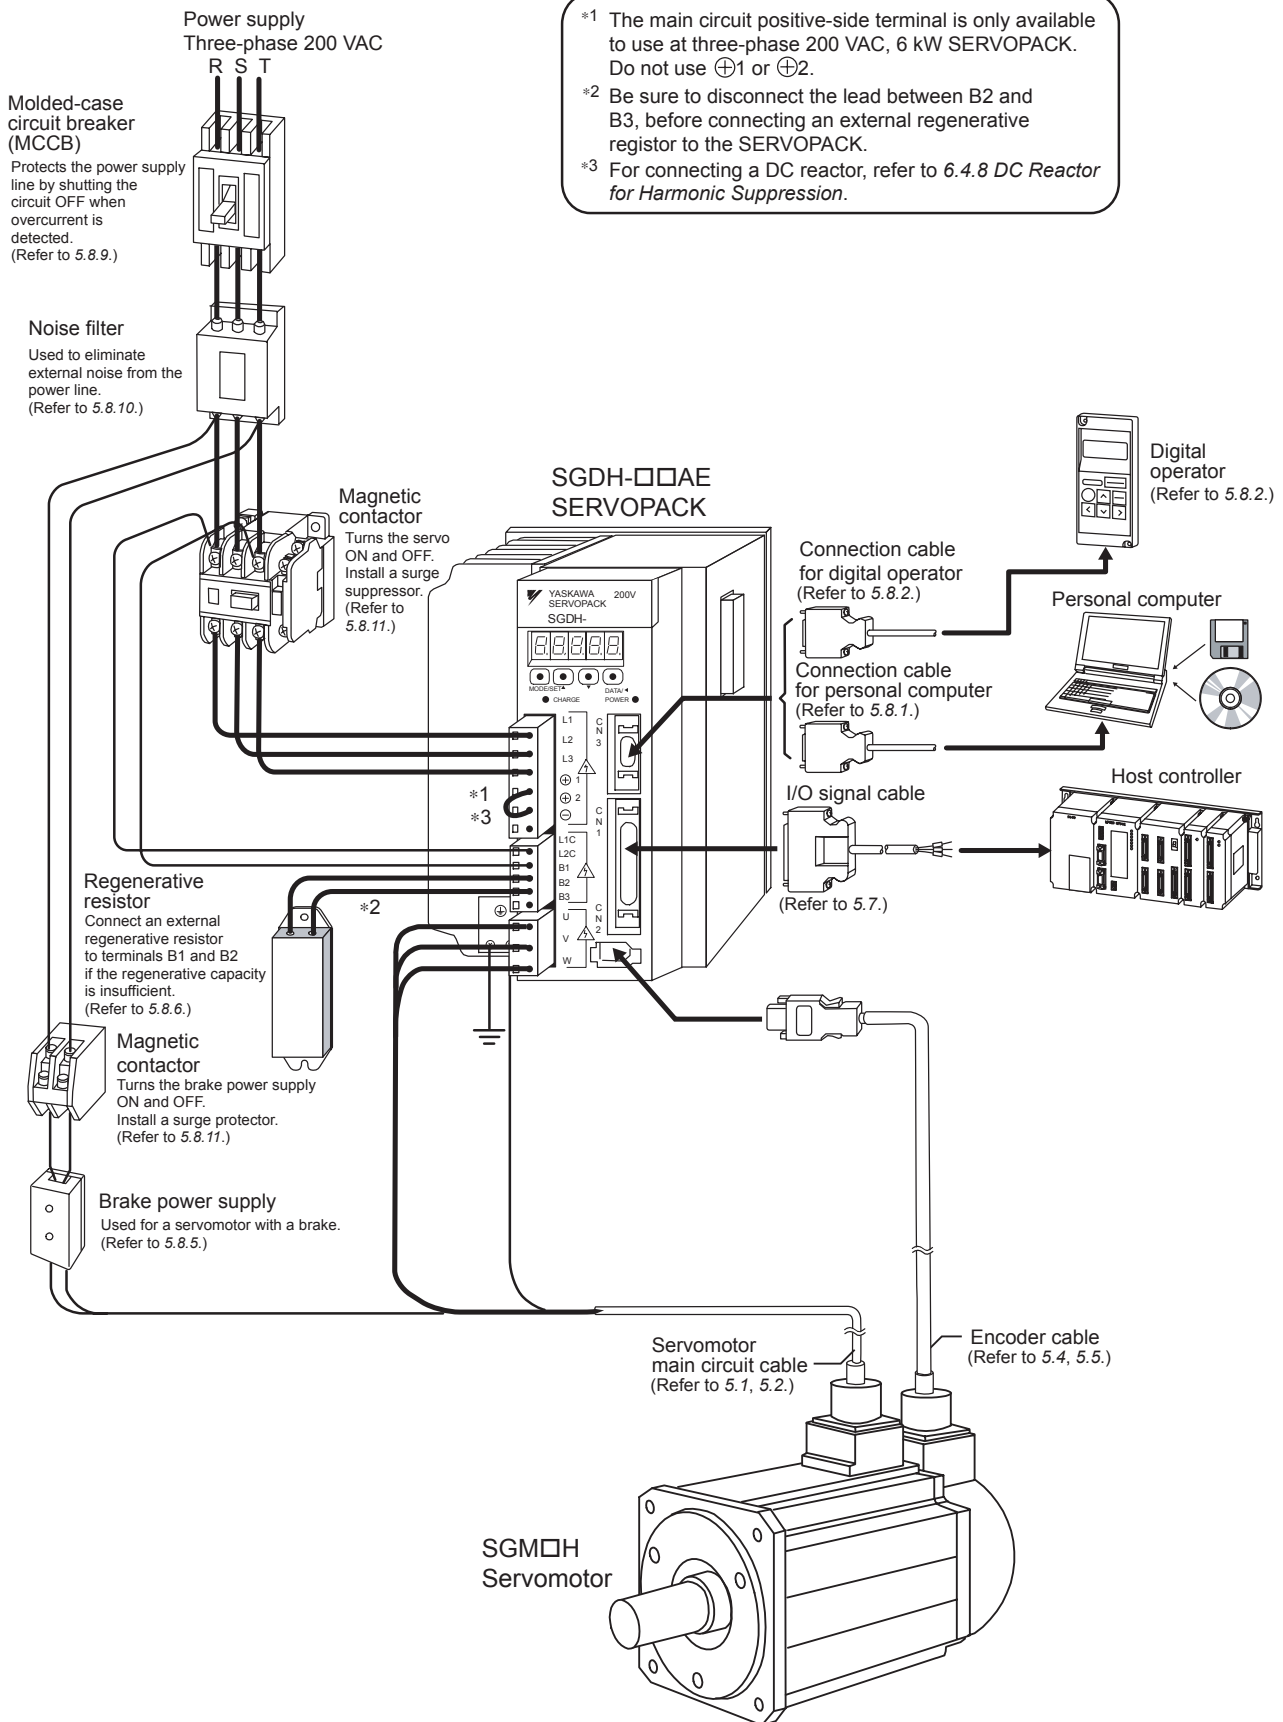 Power supply
Three-phase 200 VAC
R S T
*1 The main circuit positive-side terminal is only available
to use at three-phase 200 VAC, 6 kW SERVOPACK.
Do not use ⊕1 or ⊕2.
*2 Be sure to disconnect the lead between B2 and
B3, before connecting an external regenerative
registor to the SERVOPACK.
*3 For connecting a DC reactor, refer to 6.4.8 DC Reactor
for Harmonic Suppression.
Molded-case
circuit breaker
(MCCB)
Protects the power supply
line by shutting the
circuit OFF when
overcurrent is
detected.
(Refer to 5.8.9.)
Noise filter
Used to eliminate
external noise from the
power line.
(Refer to 5.8.10.)
Magnetic
contactor
Turns the servo
ON and OFF.
Install a surge
suppressor.
(Refer to
5.8.11.)
SGDH-□□AE
SERVOPACK
YASKAWA 200V
SERVOPACK
SGDH-
8.8.8.8.8.
MODE/SET▲ ▼ DATA/◄
CHARGE POWER
L1
L2
L3
⊕ 1
⊕ 2
⊖
L1C
L2C
B1
B2
B3
U
V
W
CN3
CN1
CN2
*1
*3
*2
Digital
operator
(Refer to 5.8.2.)
Connection cable
for digital operator
(Refer to 5.8.2.)
Personal computer
Connection cable
for personal computer
(Refer to 5.8.1.)
I/O signal cable
(Refer to 5.7.)
Host controller
Regenerative
resistor
Connect an external
regenerative resistor
to terminals B1 and B2
if the regenerative capacity
is insufficient.
(Refer to 5.8.6.)
Magnetic
contactor
Turns the brake power supply
ON and OFF.
Install a surge protector.
(Refer to 5.8.11.)
Brake power supply
Used for a servomotor with a brake.
(Refer to 5.8.5.)
Servomotor
main circuit cable
(Refer to 5.1, 5.2.)
Encoder cable
(Refer to 5.4, 5.5.)
SGM□H
Servomotor